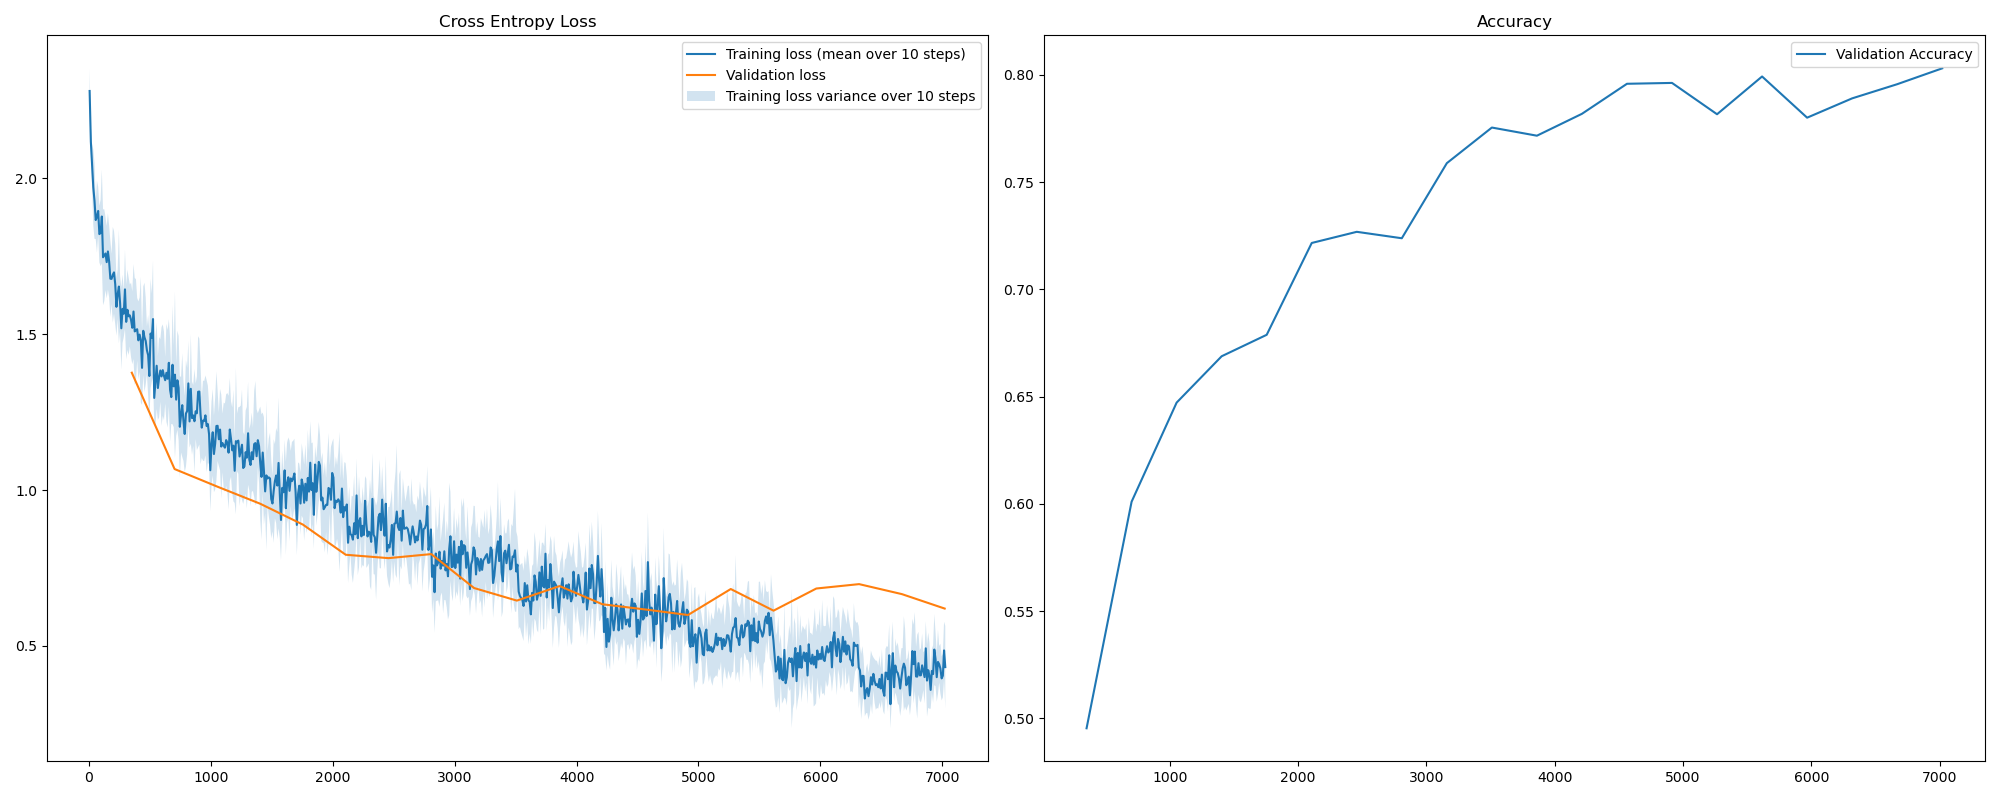 Cross Entropy Loss
Training loss (mean over 10 steps)
Validation loss
Training loss variance over 10 steps
2.0
1.5
1.0
0.5
0 1000 2000 3000 4000 5000 6000 7000
Accuracy
Validation Accuracy
0.80
0.75
0.70
0.65
0.60
0.55
0.50
1000 2000 3000 4000 5000 6000 7000